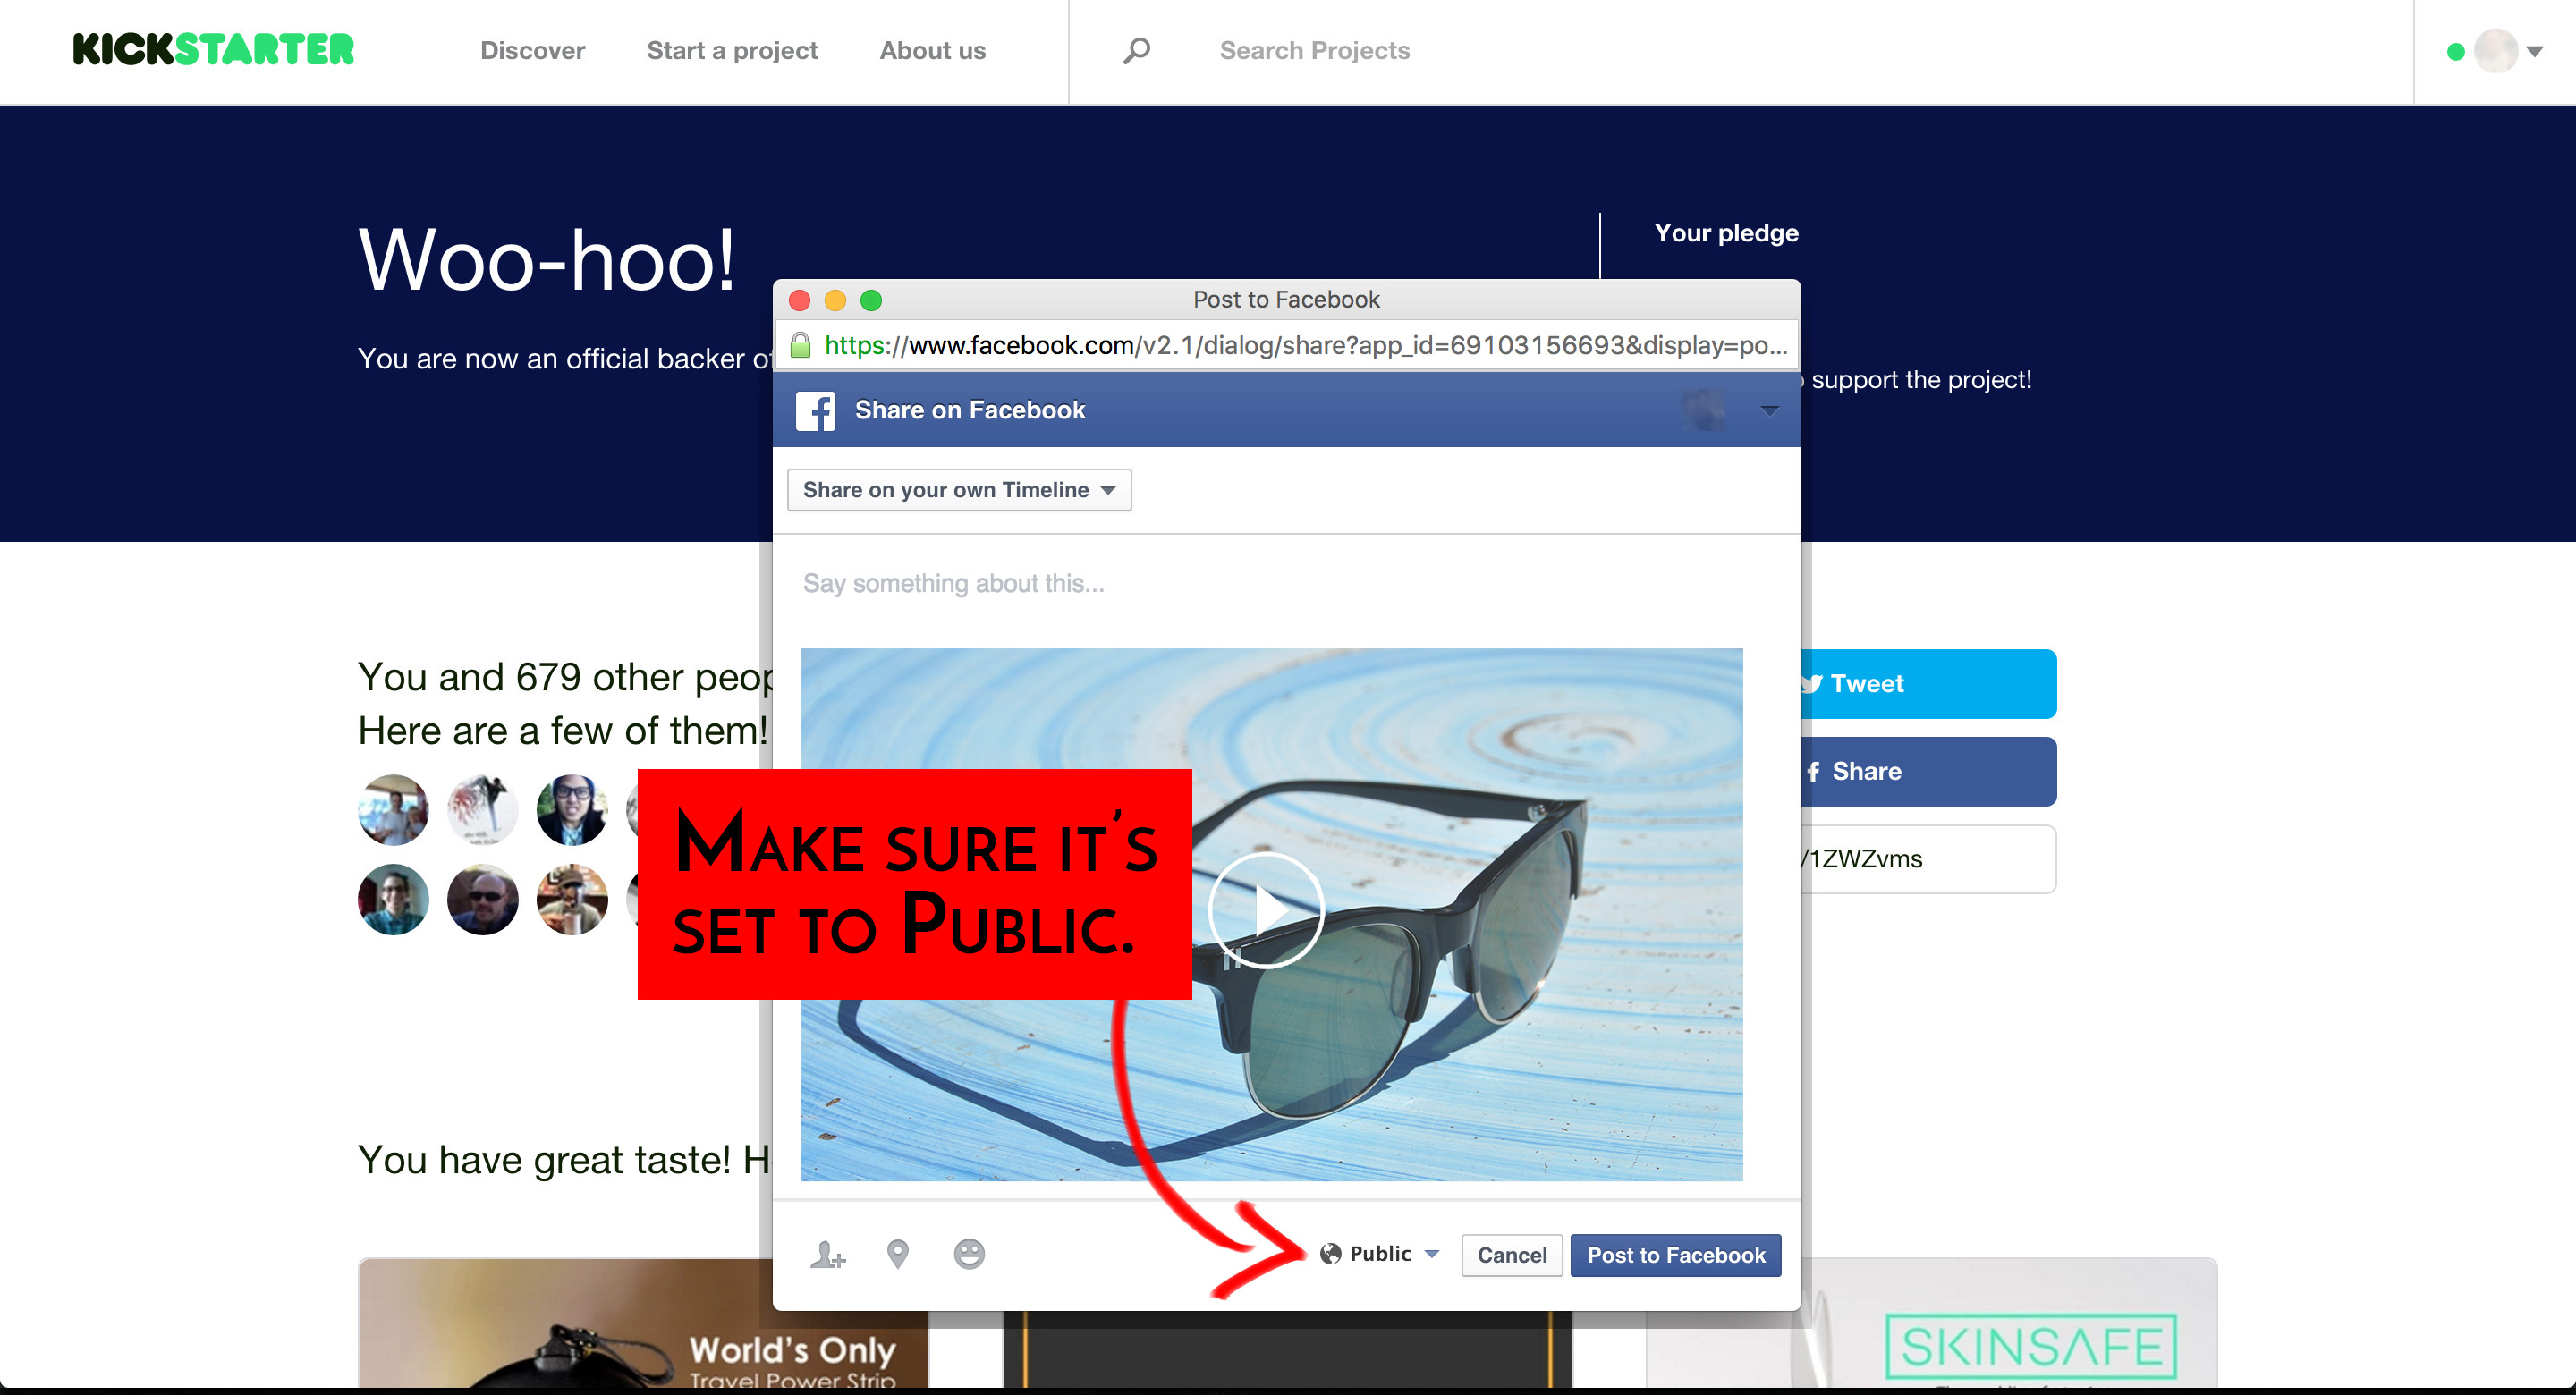 KICKSTARTER
Discover
Start a project
About us
Search Projects
Woo-hoo!
You are now an official backer of
Your pledge
support the project!
Post to Facebook
https://www.facebook.com/v2.1/dialog/share?app_id=69103156693&display=po...
Share on Facebook
Share on your own Timeline
Say something about this...
You and 679 other
Here are a few of them!
Tweet
Share
/1ZWZvms
Make sure it's
set to Public.
You have great taste!
Public
Cancel
Post to Facebook
World's Only
Travel Power Strip
SKINSAFE